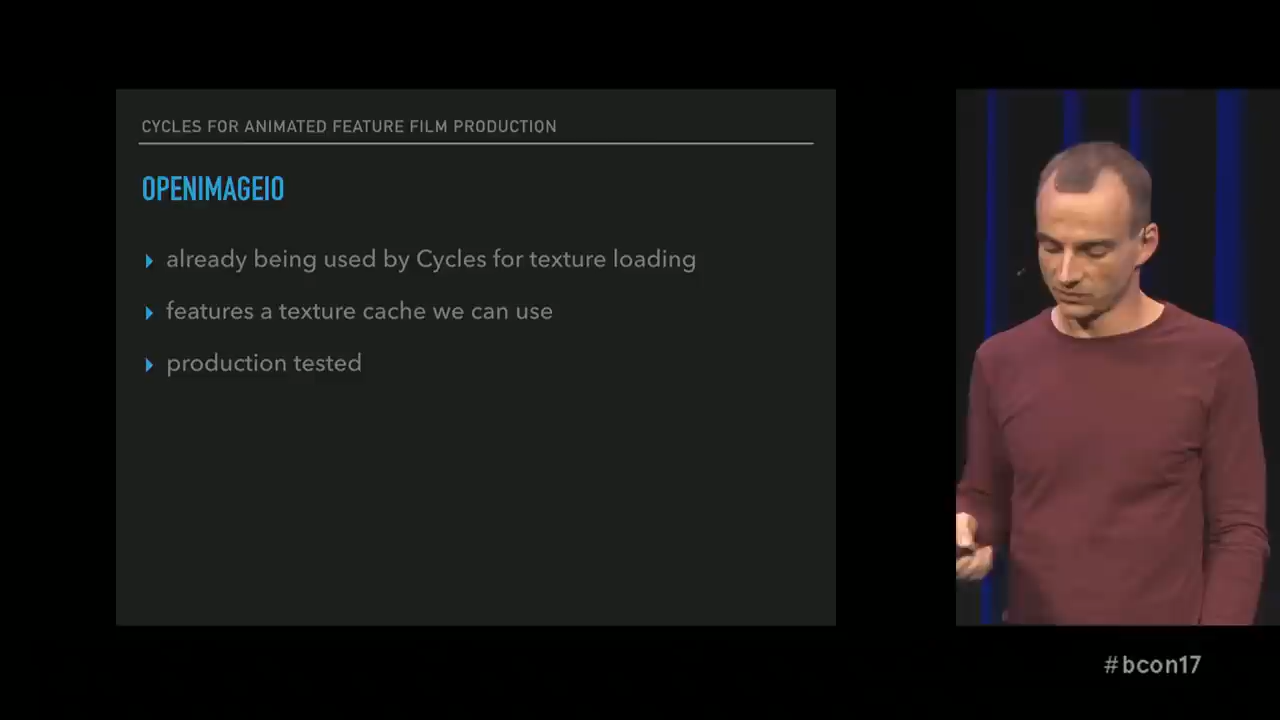 CYCLES FOR ANIMATED FEATURE FILM PRODUCTION
OPENIMAGEIO
already being used by Cycles for texture loading
features a texture cache we can use
production tested
#bcon17